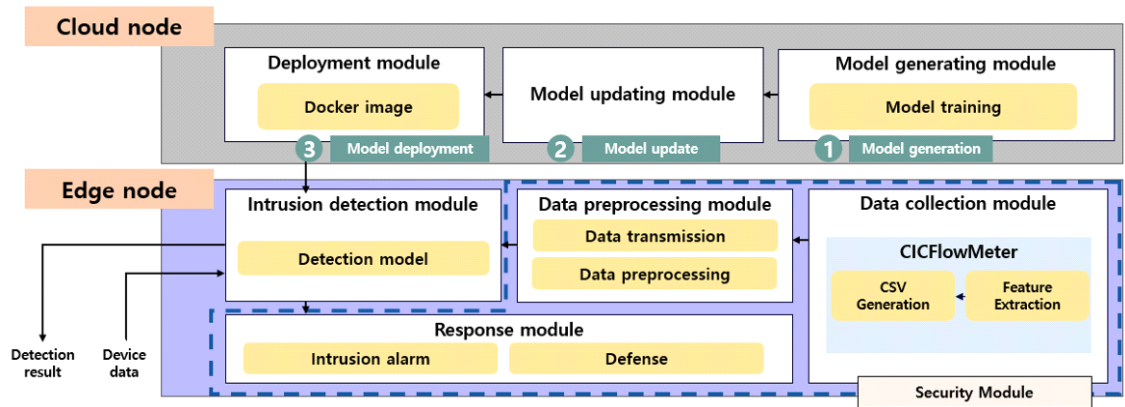 Cloud node
Deployment module
Docker image
Model updating module
Model generating module
Model training
3 Model deployment
2 Model update
1 Model generation
Edge node
Intrusion detection module
Detection model
Data preprocessing module
Data transmission
Data preprocessing
Data collection module
CICFlowMeter
CSV
Generation
Feature
Extraction
Response module
Intrusion alarm
Defense
Detection
result
Device
data
Security Module